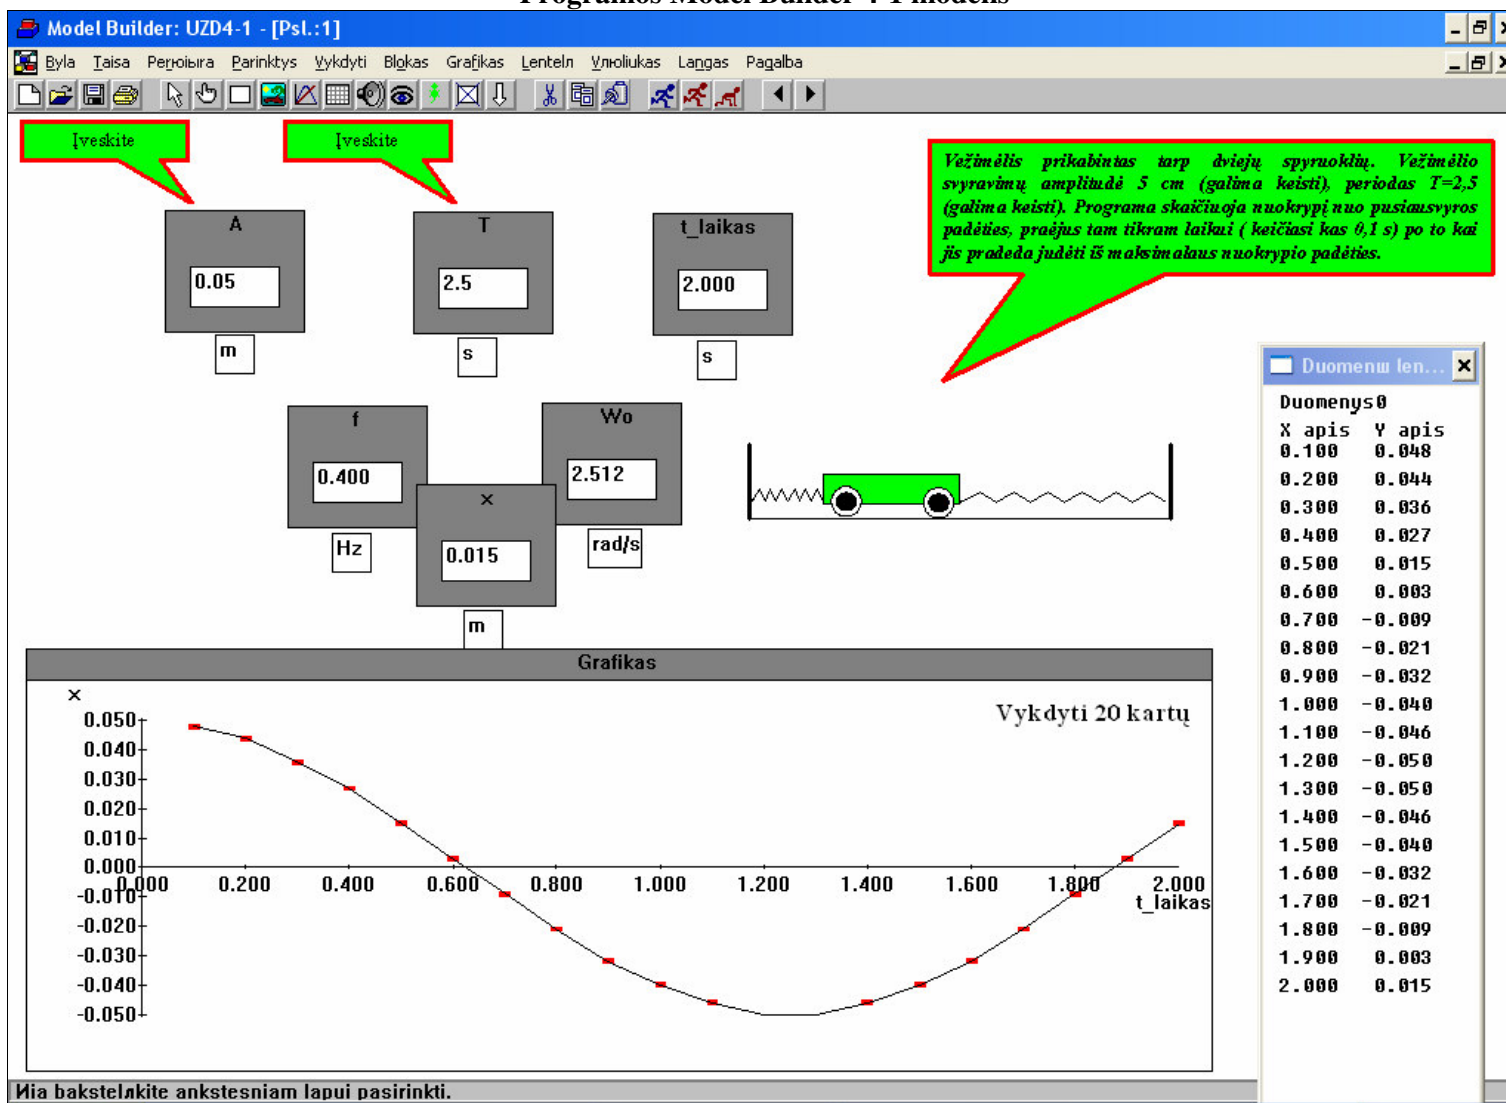 Programos Model Builder 4-1 modelis
Model Builder: UZD4-1 - [Psl.:1]
Byla Taisa Parinktys Vykdyti Blokas Grafikas Langas Pagalba
Įveskite
Įveskite
Vežimėlis prikabintas tarp dviejų spyruoklių. Vežimėlio
svyravimų amplitudė 5 cm (galima keisti), periodas T=2,5
(galima keisti). Programa skaičiuoja nuokrypį nuo pusiausvyros
padėties, praėjus tam tikram laikui ( keičiasi kas 0,1 s) po to kai
jis pradeda judėti iš maksimalaus nuokrypio padėties.
A
0.05
m
T
2.5
s
t_laikas
2.000
s
f
0.400
Hz
Wo
2.512
rad/s
x
0.015
m
Duomenш len...
Duomenys0
X apis Y apis
0.100 0.048
0.200 0.044
0.300 0.036
0.400 0.027
0.500 0.015
0.600 0.003
0.700 -0.009
0.800 -0.021
0.900 -0.032
1.000 -0.040
1.100 -0.046
1.200 -0.050
1.300 -0.050
1.400 -0.046
1.500 -0.040
1.600 -0.032
1.700 -0.021
1.800 -0.009
1.900 0.003
2.000 0.015
Grafikas
x
Vykdyti 20 kartų
0.050
0.040
0.030
0.020
0.010
0.000
-0.010
-0.020
-0.030
-0.040
-0.050
0.000 0.200 0.400 0.600 0.800 1.000 1.200 1.400 1.600 1.800 2.000
t_laikas
Иia bakstelлkite ankstesniam lapui pasirinkti.